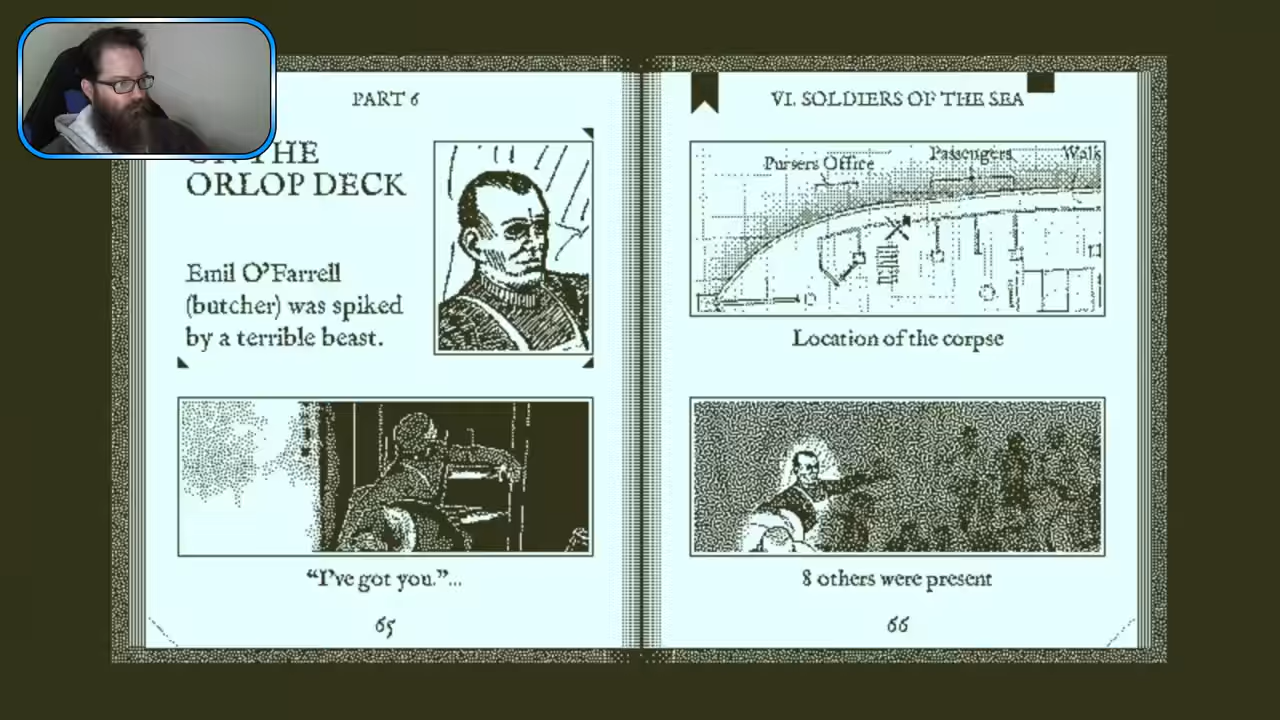 PART 6
THE
ORLOP DECK
Emil O'Farrell
(butcher) was spiked
by a terrible beast.
"I've got you."...
65
VI. SOLDIERS OF THE SEA
Pursers Office
Passengers
Walk
Location of the corpse
8 others were present
66